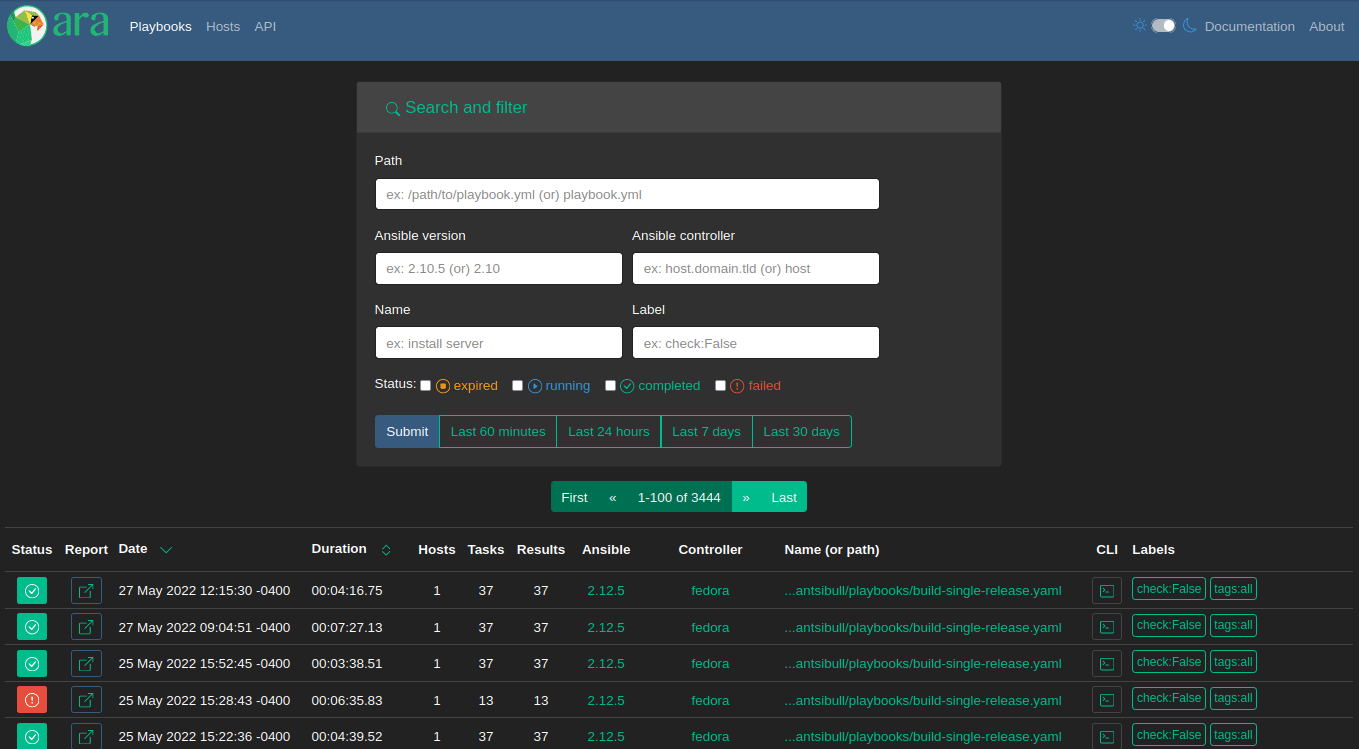 ara Playbooks Hosts API Documentation About
Search and filter
Path
ex: /path/to/playbook.yml (or) playbook.yml
Ansible version Ansible controller
ex: 2.10.5 (or) 2.10 ex: host.domain.tld (or) host
Name Label
ex: install server ex: check:False
Status: expired running completed failed
Submit Last 60 minutes Last 24 hours Last 7 days Last 30 days
First « 1-100 of 3444 » Last
Status Report Date Duration Hosts Tasks Results Ansible Controller Name (or path) CLI Labels
27 May 2022 12:15:30 -0400 00:04:16.75 1 37 37 2.12.5 fedora ...antsibull/playbooks/build-single-release.yaml check:False tags:all
27 May 2022 09:04:51 -0400 00:07:27.13 1 37 37 2.12.5 fedora ...antsibull/playbooks/build-single-release.yaml check:False tags:all
25 May 2022 15:52:45 -0400 00:03:38.51 1 37 37 2.12.5 fedora ...antsibull/playbooks/build-single-release.yaml check:False tags:all
25 May 2022 15:28:43 -0400 00:06:35.83 1 13 13 2.12.5 fedora ...antsibull/playbooks/build-single-release.yaml check:False tags:all
25 May 2022 15:22:36 -0400 00:04:39.52 1 37 37 2.12.5 fedora ...antsibull/playbooks/build-single-release.yaml check:False tags:all